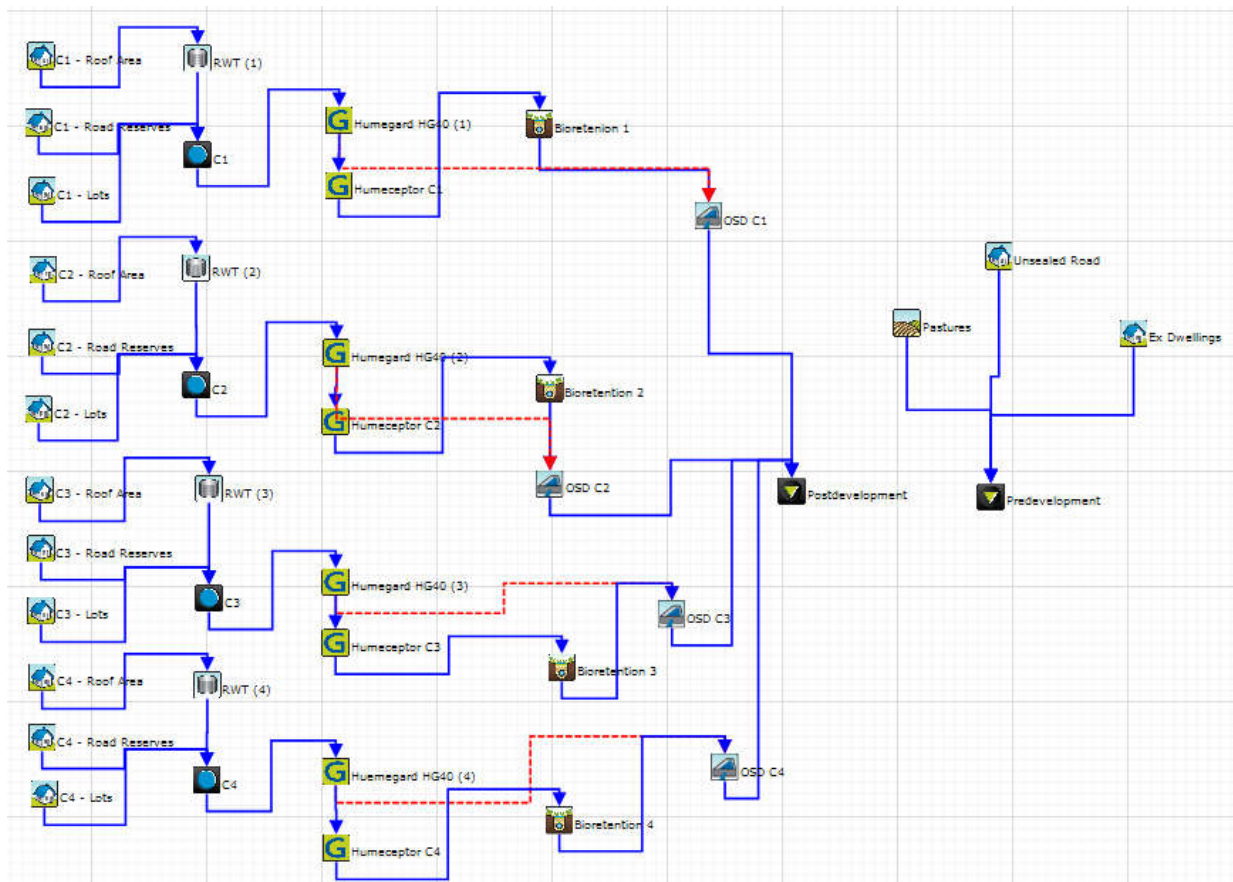 C1 - Roof Area
RWT (1)
C1 - Road Reserves
C1
Humegard HG40 (1)
Bioretenion 1
C1 - Lots
Humeceptor C1
OSD C1
C2 - Roof Area
RWT (2)
Unsealed Road
C2 - Road Reserves
Humegard HG40 (2)
Pastures
Ex Dwellings
C2
Bioretention 2
C2 - Lots
Humeceptor C2
OSD C2
Postdevelopment
Predevelopment
C3 - Roof Area
RWT (3)
C3 - Road Reserves
Humegard HG40 (3)
C3 - Lots
C3
OSD C3
Humeceptor C3
Bioretention 3
C4 - Roof Area
RWT (4)
C4 - Road Reserves
C4
Huemegard HG40 (4)
OSD C4
C4 - Lots
Bioretention 4
Humeceptor C4